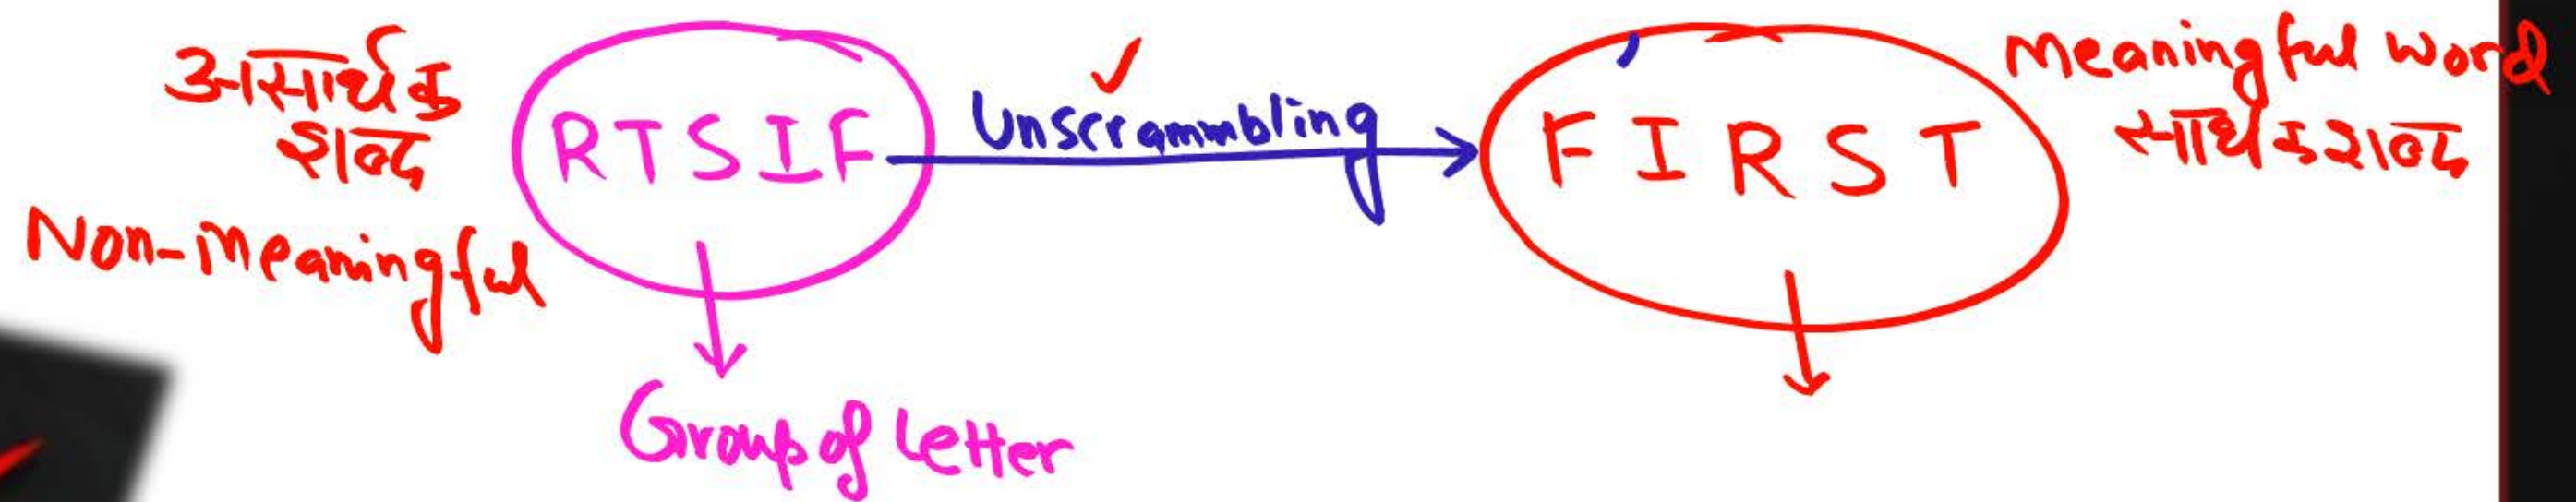 असार्थक
शब्द
Non-meaningful
RTSIF
Unscrammbling
FIRST
Meaningful word
सार्थक शब्द
Group of Letter